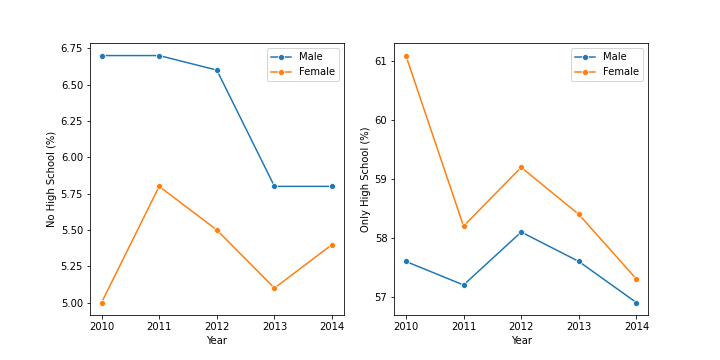 No High School (%)
6.75
6.50
6.25
6.00
5.75
5.50
5.25
5.00
2010 2011 2012 2013 2014
Year
Male
Female
Only High School (%)
61
60
59
58
57
2010 2011 2012 2013 2014
Year
Male
Female